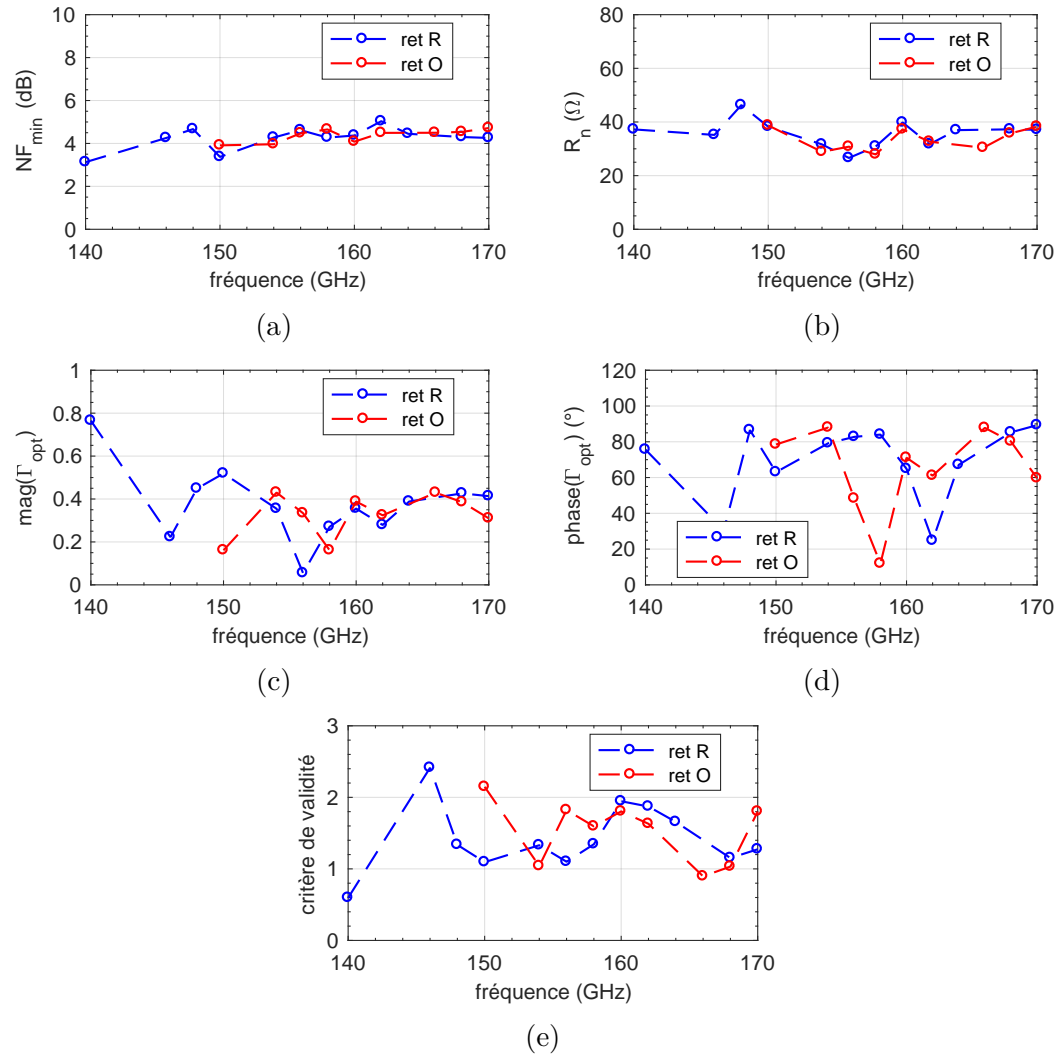 10
8
6
4
2
0
NF_min (dB)
140
150
160
170
fréquence (GHz)
ret R
ret O
(a)
80
60
40
20
0
R_n (Ω)
140
150
160
170
fréquence (GHz)
ret R
ret O
(b)
1
0.8
0.6
0.4
0.2
0
mag(Γ_opt)
140
150
160
170
fréquence (GHz)
ret R
ret O
(c)
120
100
80
60
40
20
0
phase(Γ_opt) (°)
140
150
160
170
fréquence (GHz)
ret R
ret O
(d)
3
2
1
0
critère de validité
140
150
160
170
fréquence (GHz)
ret R
ret O
(e)